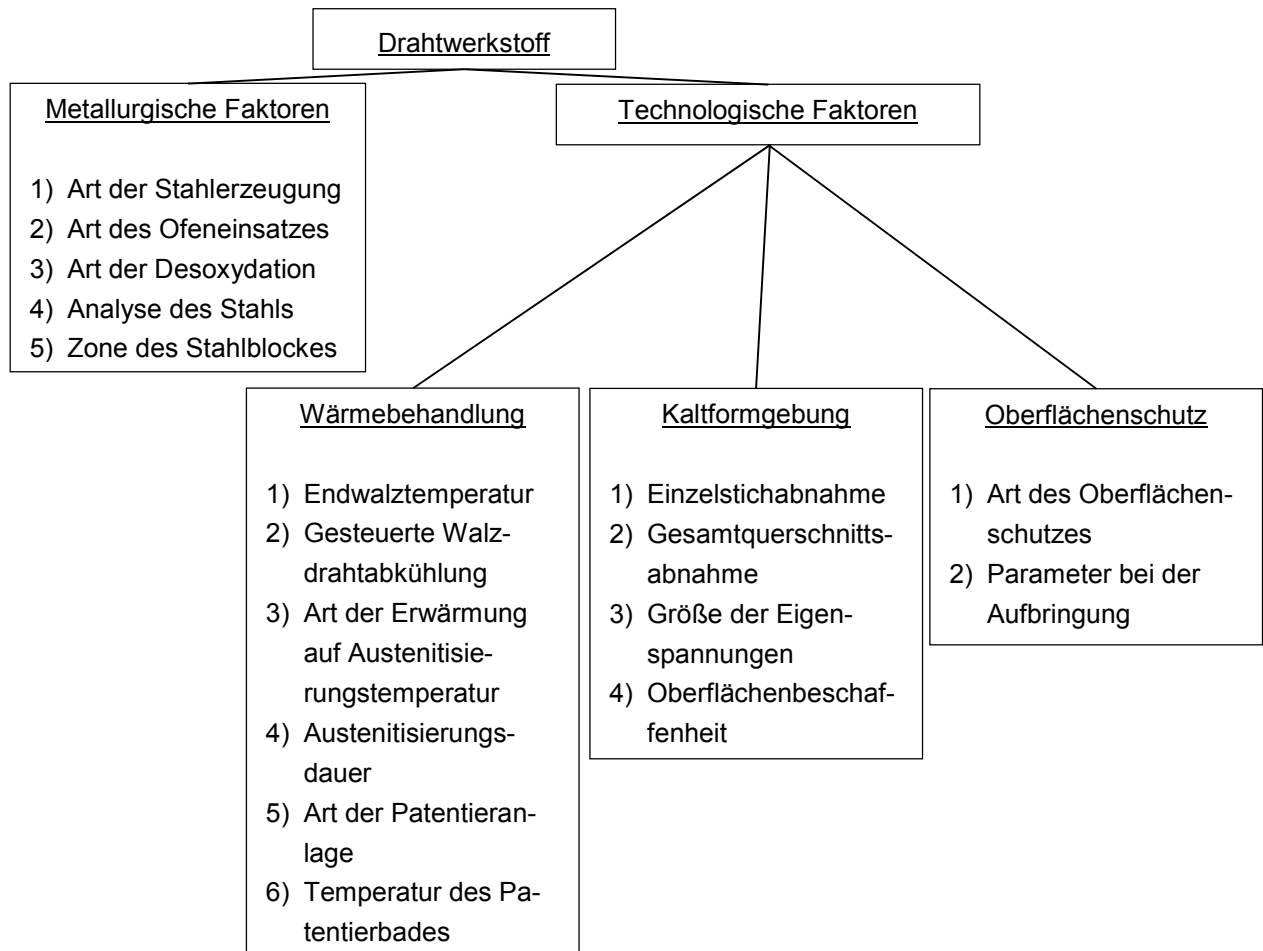 Drahtwerkstoff
Metallurgische Faktoren
1) Art der Stahlerzeugung
2) Art des Ofeneinsatzes
3) Art der Desoxydation
4) Analyse des Stahls
5) Zone des Stahlblockes
Technologische Faktoren
Wärmebehandlung
1) Endwalztemperatur
2) Gesteuerte Walz-
drahtabkühlung
3) Art der Erwärmung
auf Austenitisie-
rungstemperatur
4) Austenitisierungs-
dauer
5) Art der Patentieran-
lage
6) Temperatur des Pa-
tentierbades
Kaltformgebung
1) Einzelstichabnahme
2) Gesamtquerschnitts-
abnahme
3) Größe der Eigen-
spannungen
4) Oberflächenbeschaf-
fenheit
Oberflächenschutz
1) Art des Oberflächen-
schutzes
2) Parameter bei der
Aufbringung